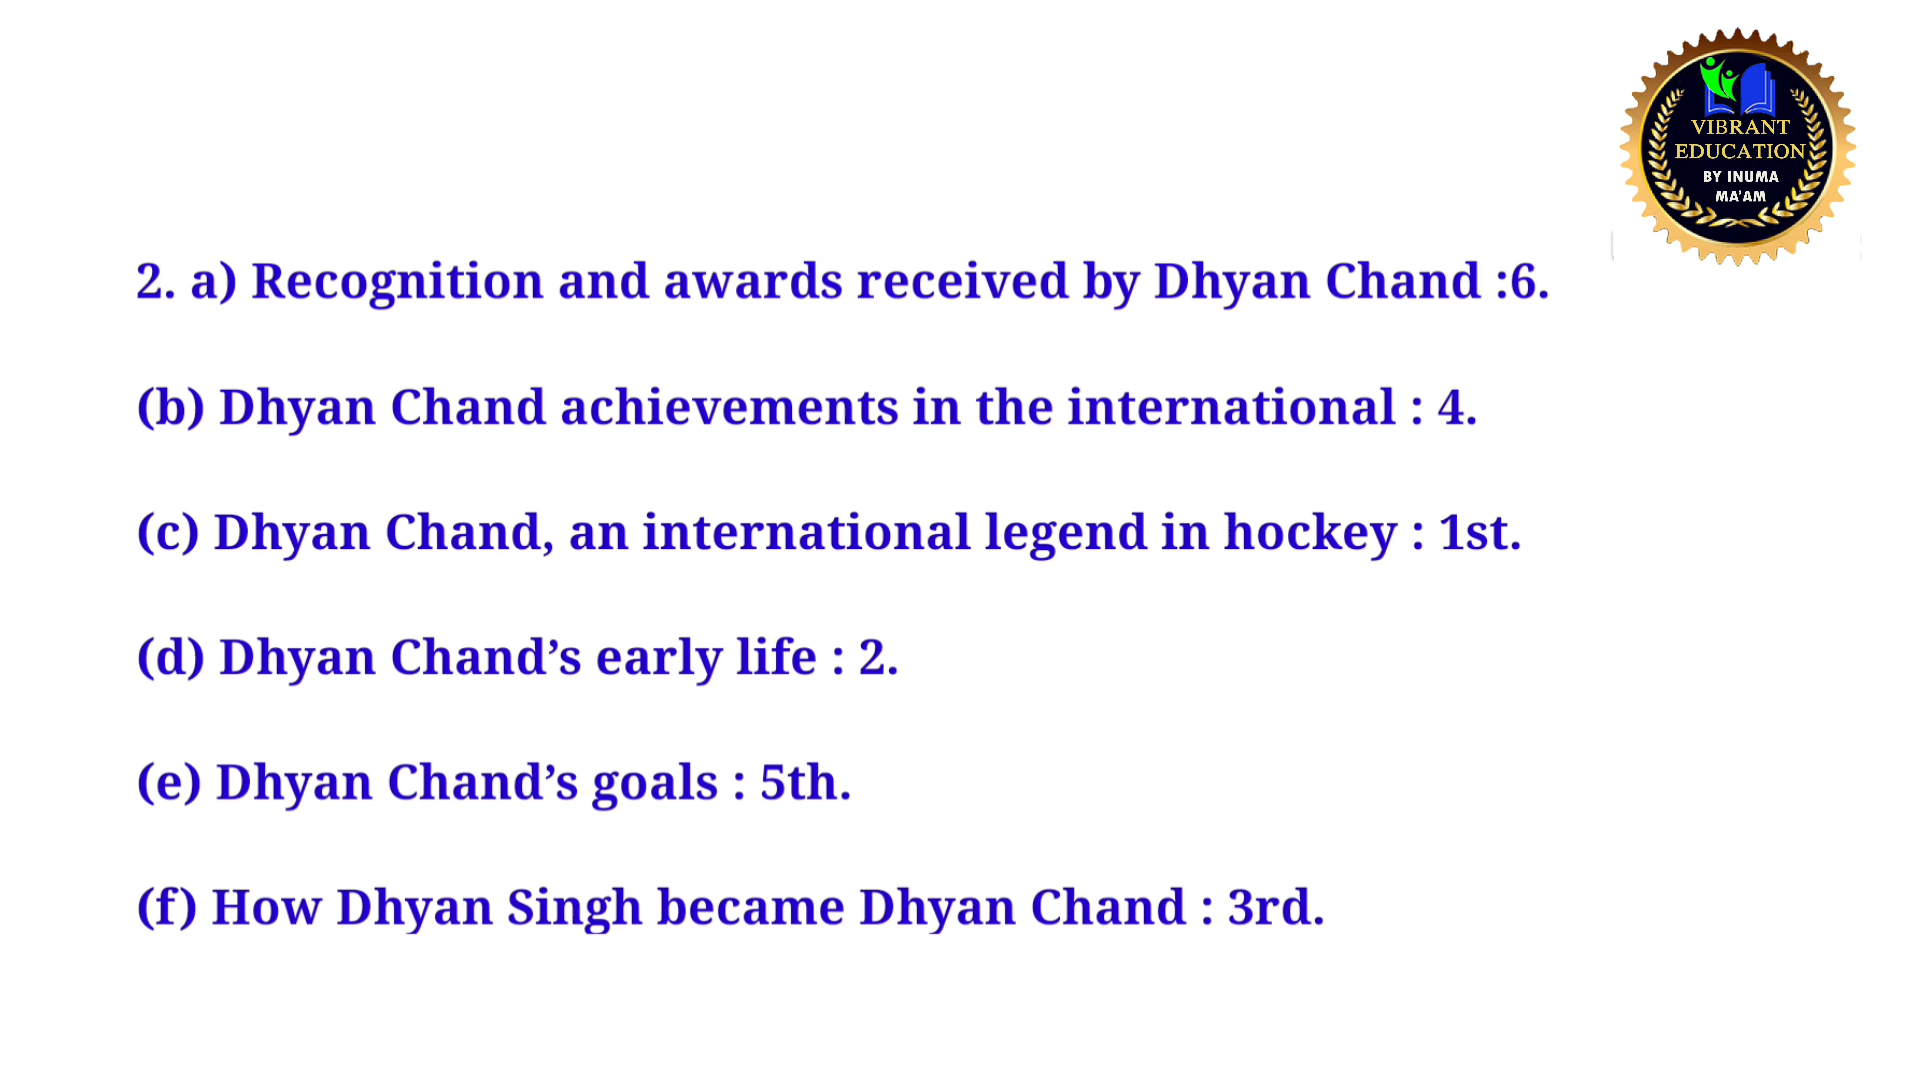 VIBRANT
EDUCATION
BY INUMA
MA'AM
2. a) Recognition and awards received by Dhyan Chand :6.
(b) Dhyan Chand achievements in the international : 4.
(c) Dhyan Chand, an international legend in hockey : 1st.
(d) Dhyan Chand’s early life : 2.
(e) Dhyan Chand’s goals : 5th.
(f) How Dhyan Singh became Dhyan Chand : 3rd.